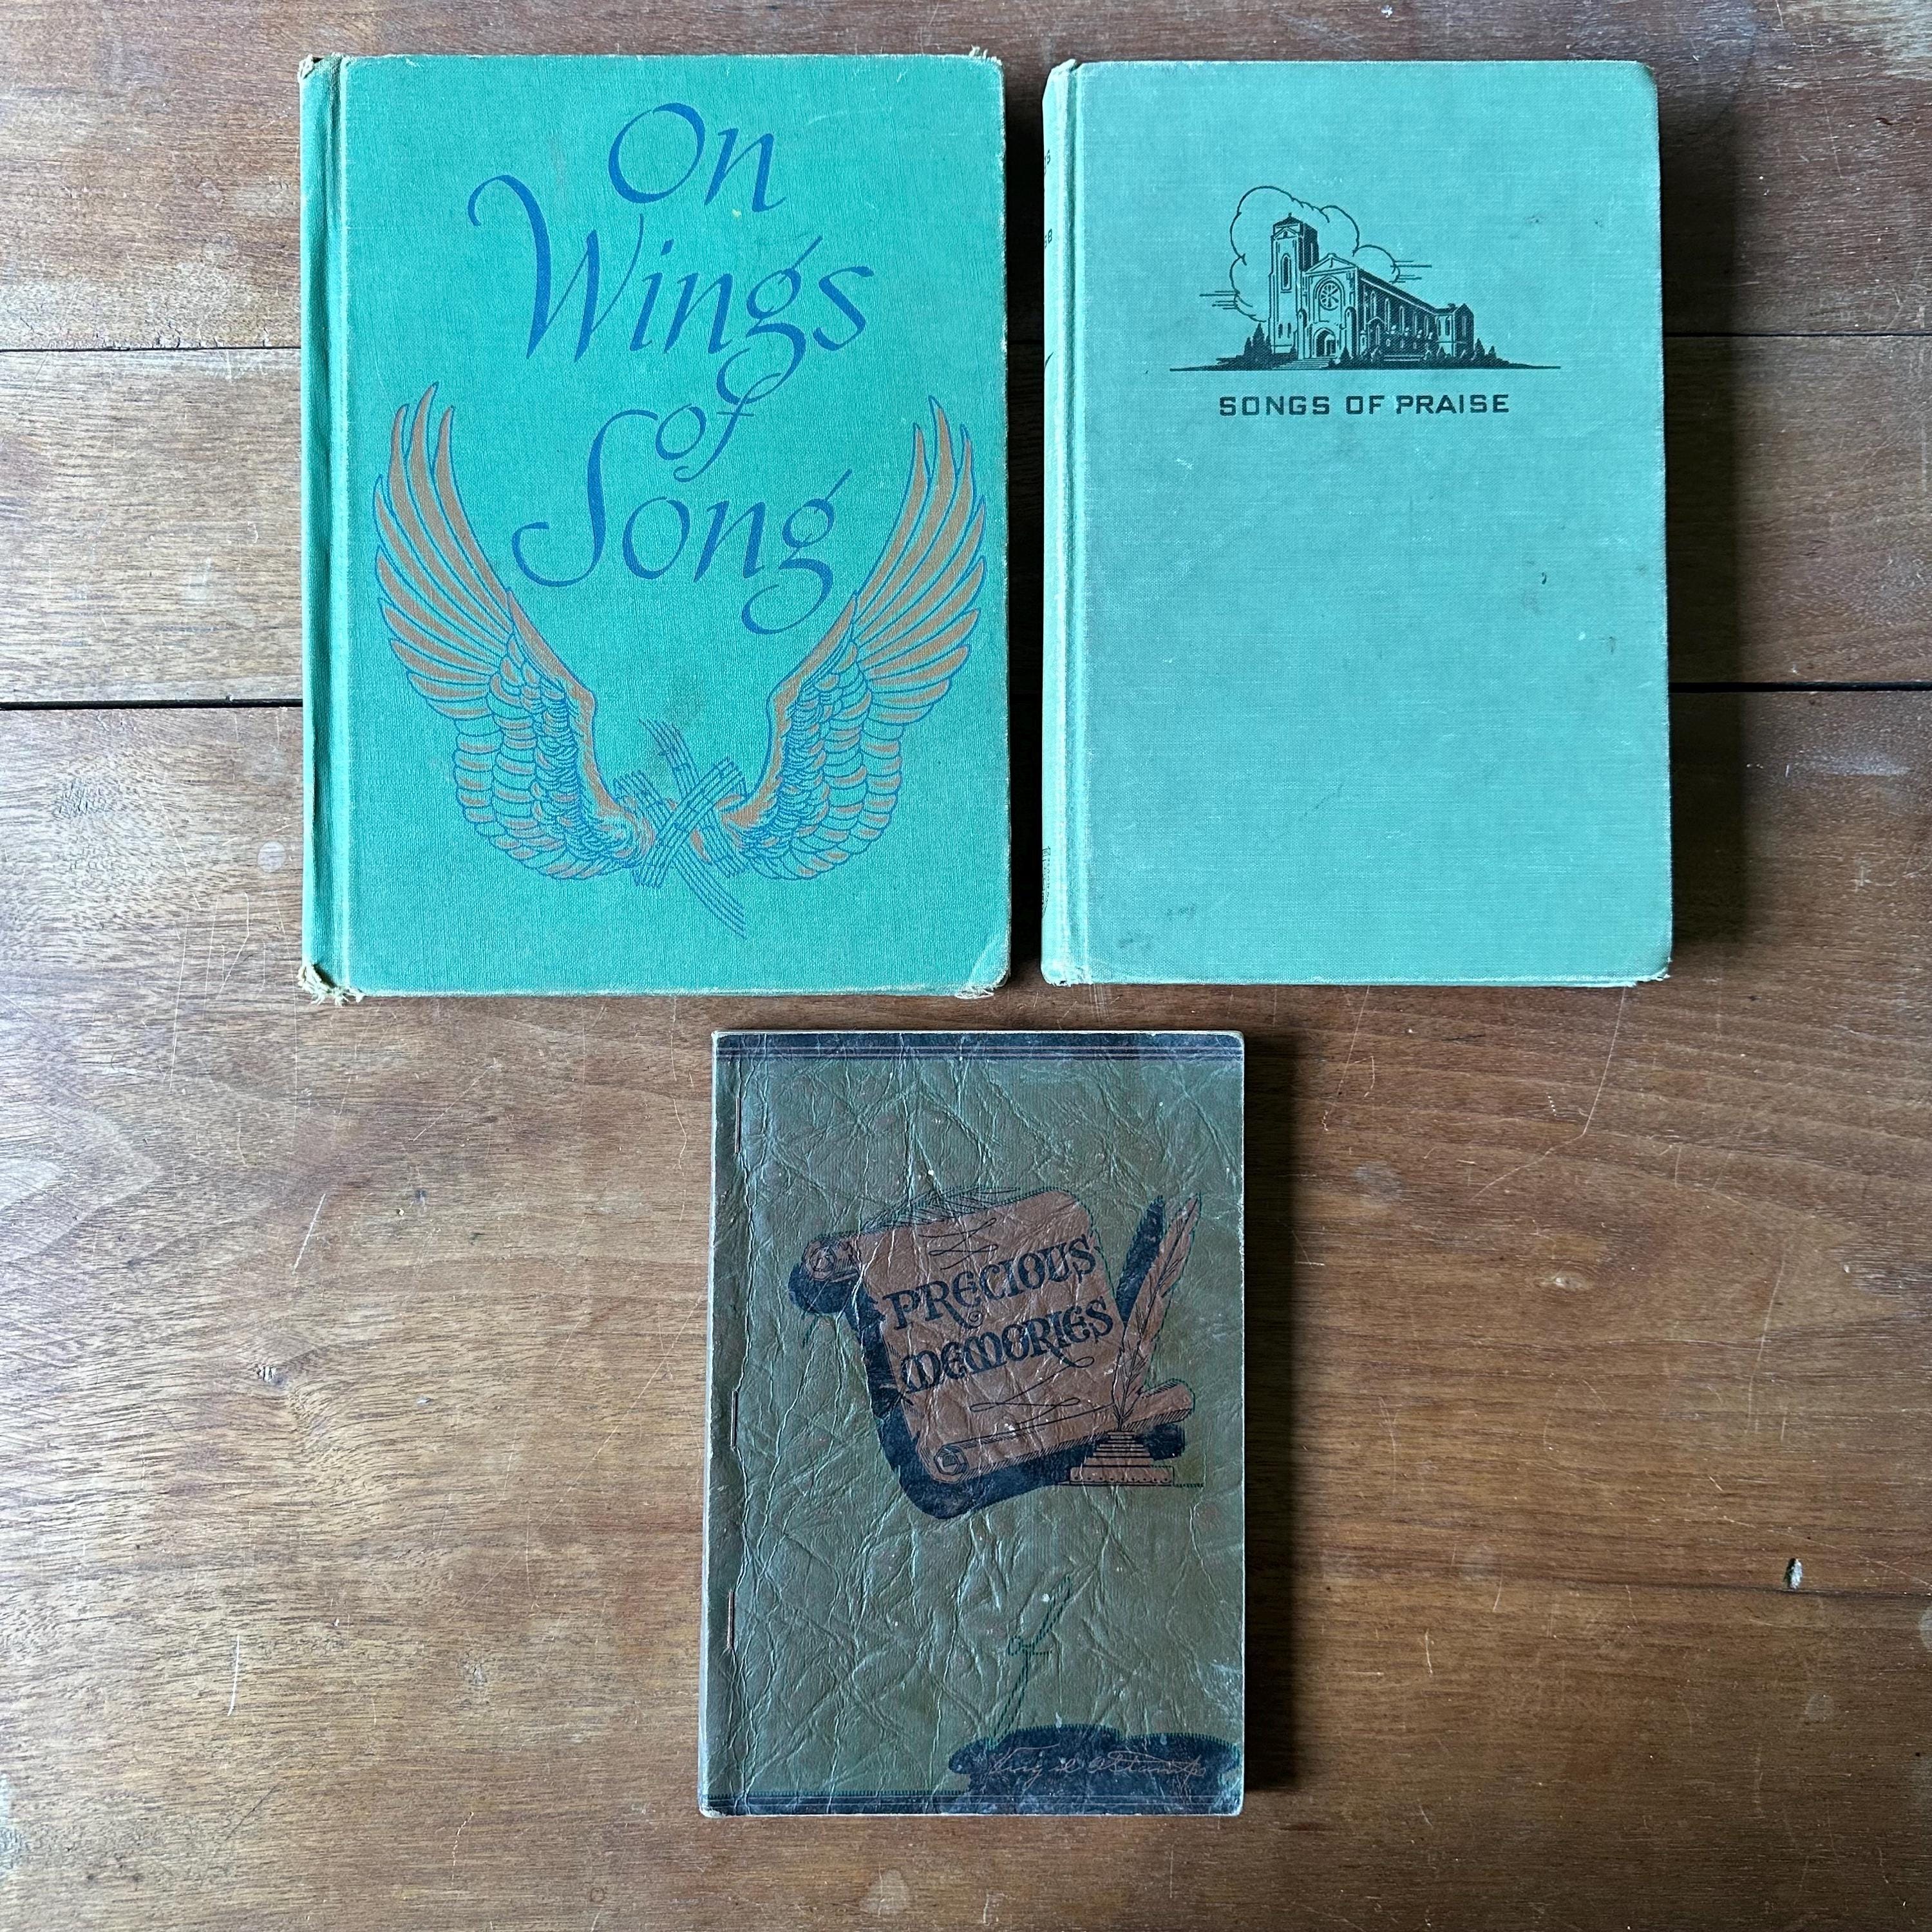 On
Wings
of
Song
SONGS OF PRAISE
PRECIOUS
MEMORIES